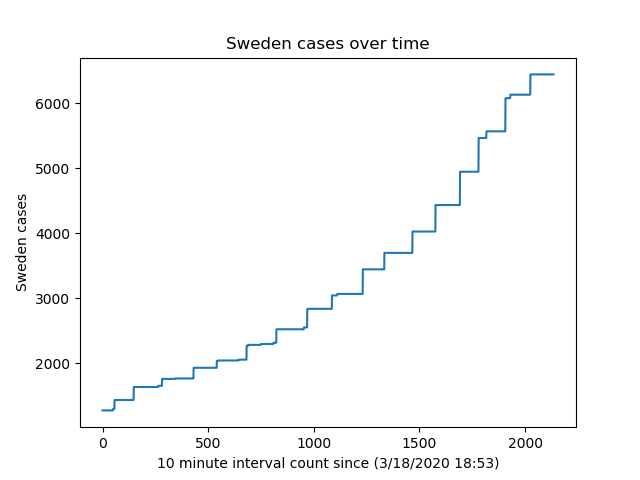 Sweden cases over time
6000
5000
4000
3000
2000
Sweden cases
0 500 1000 1500 2000
10 minute interval count since (3/18/2020 18:53)